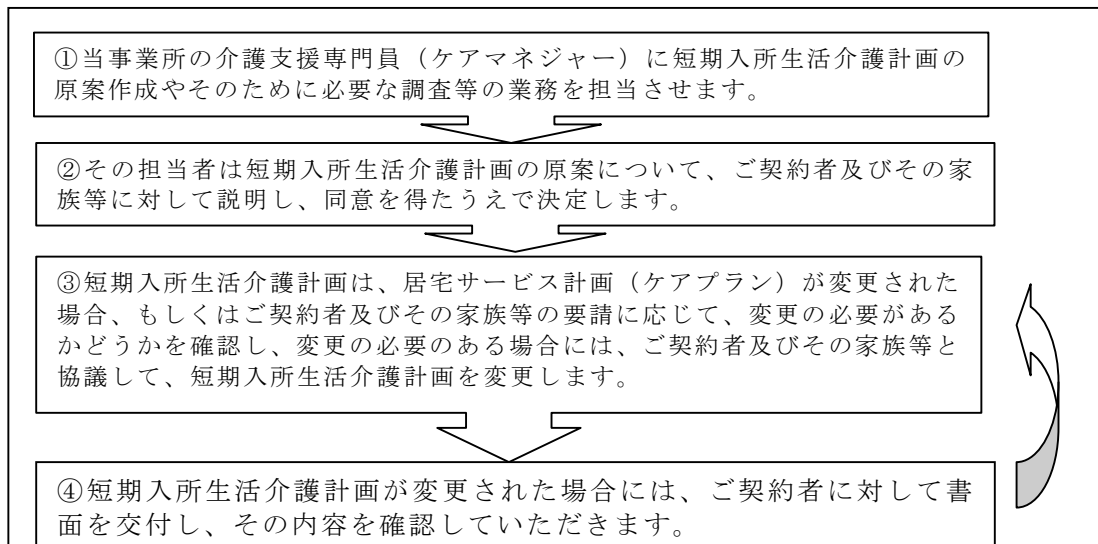 ①当事業所の介護支援専門員（ケアマネジャー）に短期入所生活介護計画の
原案作成やそのために必要な調査等の業務を担当させます。
②その担当者は短期入所生活介護計画の原案について、ご契約者及びその家
族等に対して説明し、同意を得たうえで決定します。
③短期入所生活介護計画は、居宅サービス計画（ケアプラン）が変更された
場合、もしくはご契約者及びその家族等の要請に応じて、変更の必要がある
かどうかを確認し、変更の必要のある場合には、ご契約者及びその家族等と
協議して、短期入所生活介護計画を変更します。
④短期入所生活介護計画が変更された場合には、ご契約者に対して書
面を交付し、その内容を確認していただきます。